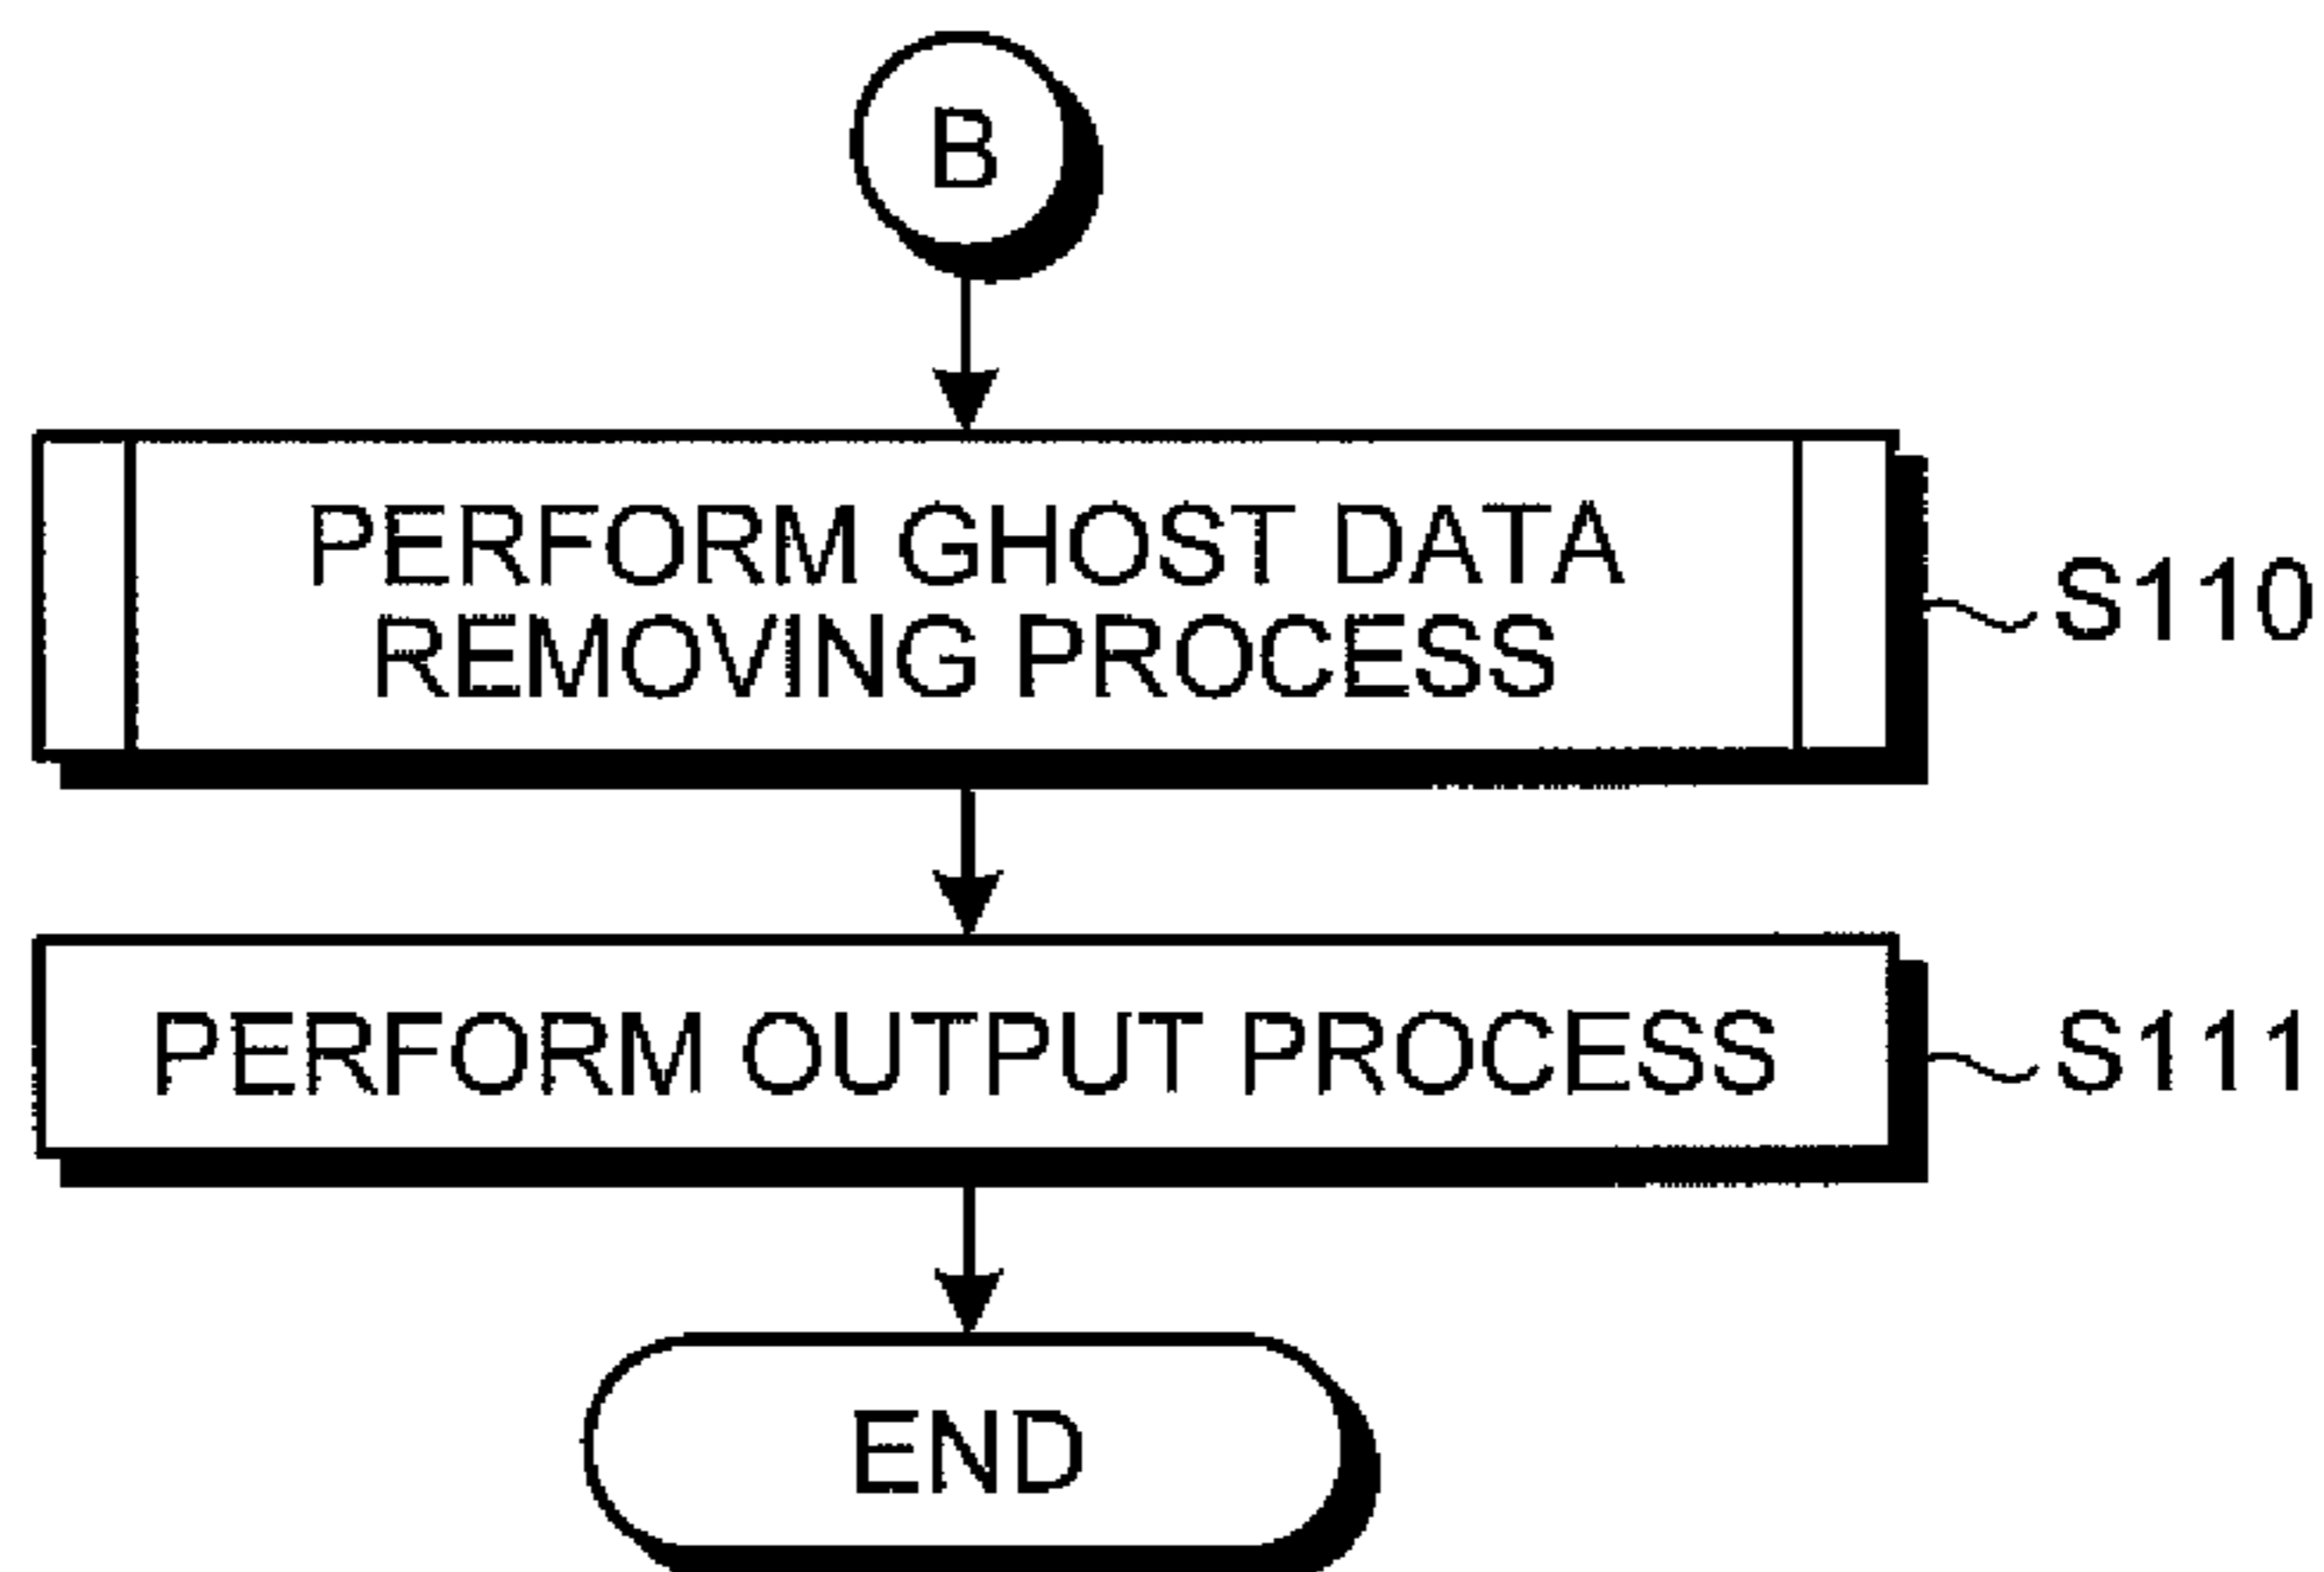 B
PERFORM GHOST DATA
REMOVING PROCESS
S110
PERFORM OUTPUT PROCESS
S111
END